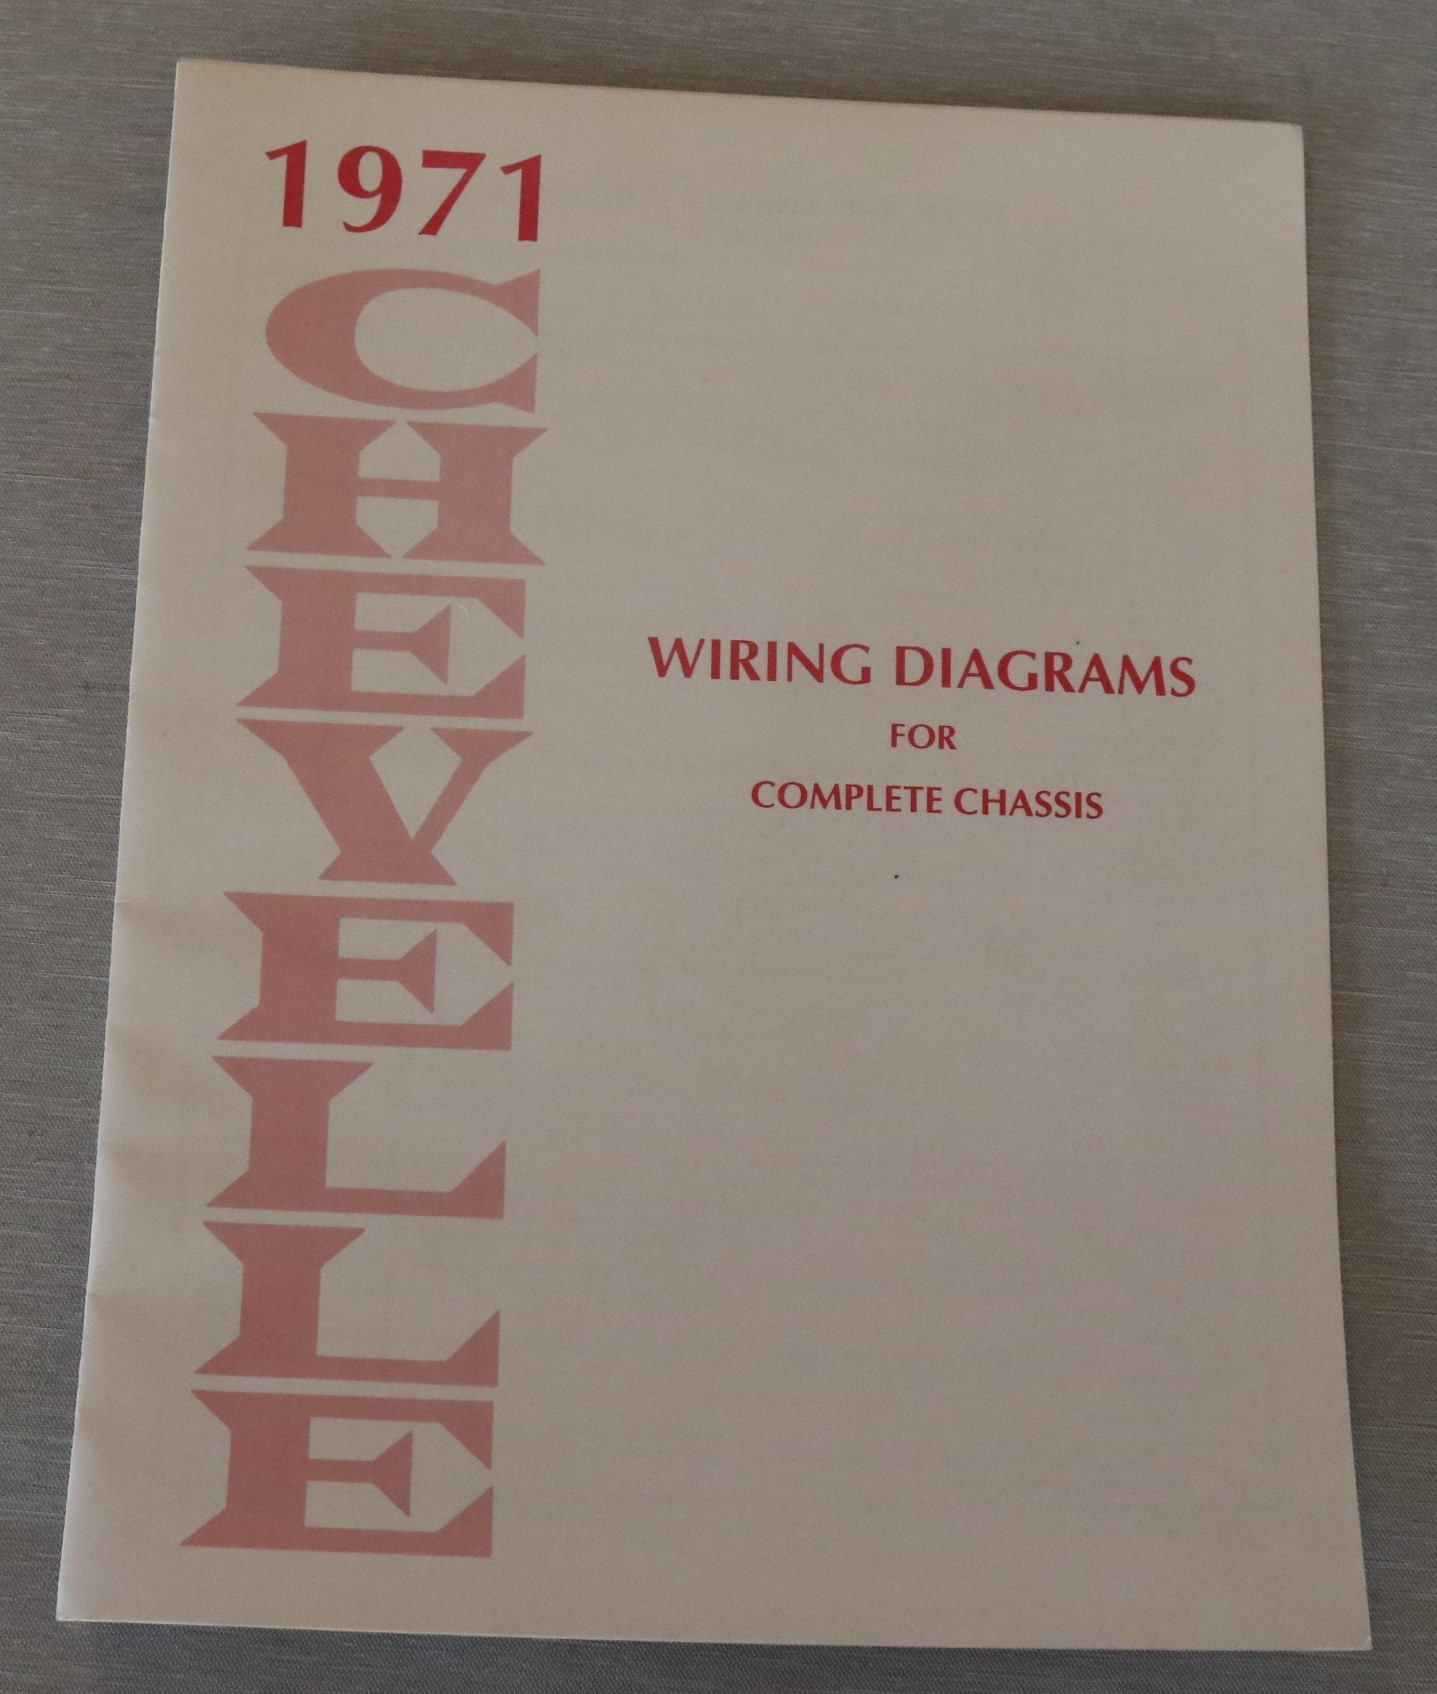 1971
CHEVELLE
WIRING DIAGRAMS
FOR
COMPLETE CHASSIS